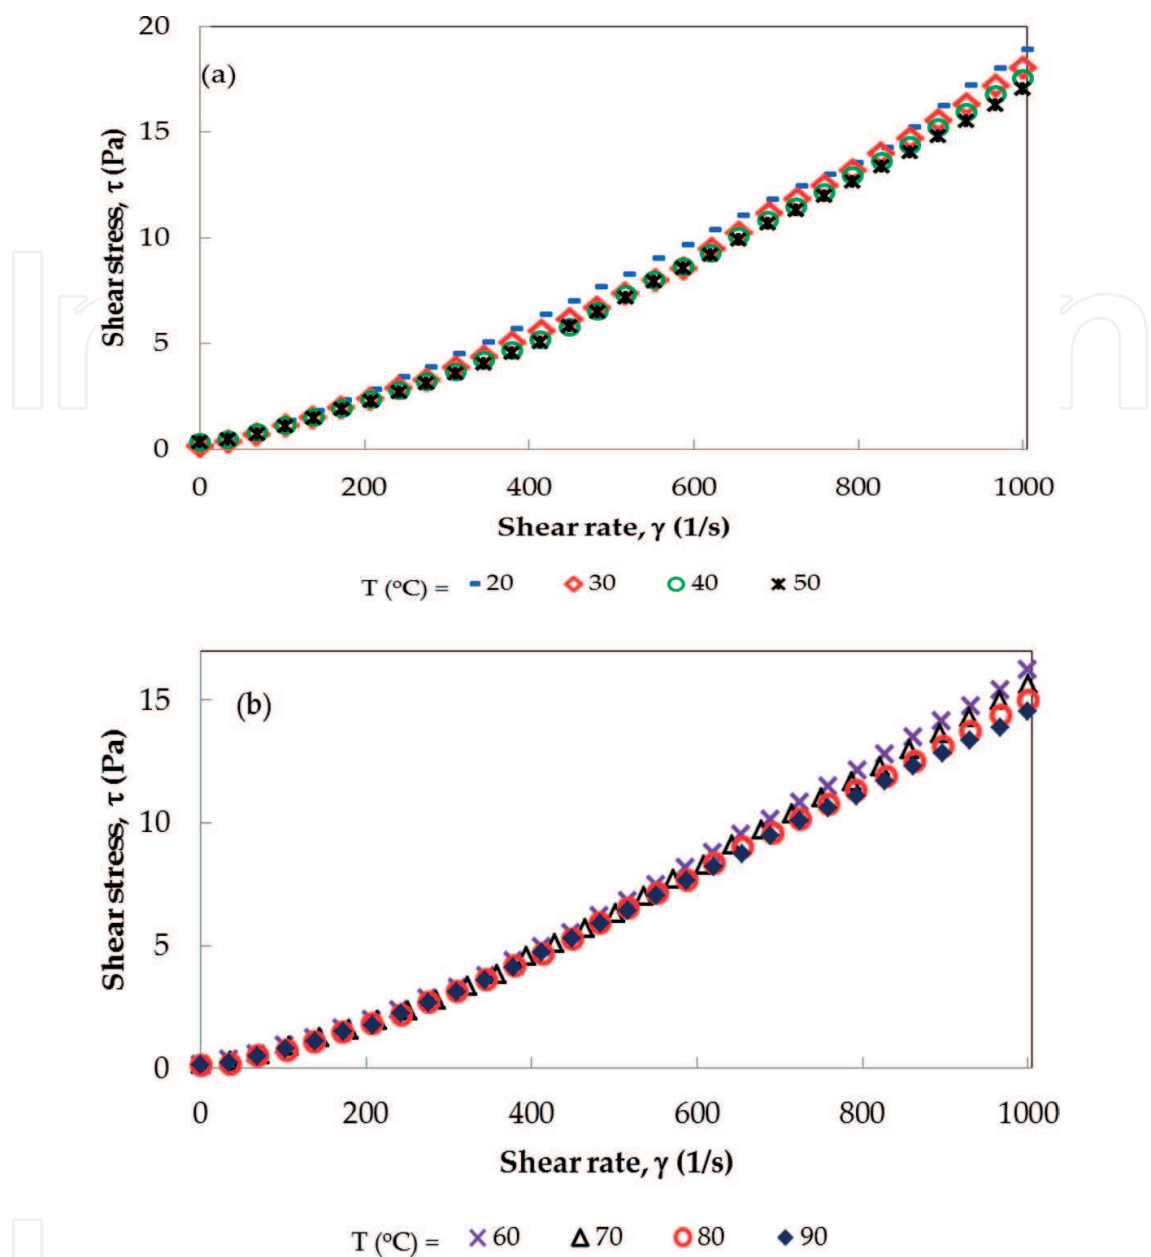 20
(a)
15
Shear stress, τ (Pa)
10
5
0
0 200 400 600 800 1000
Shear rate, γ (1/s)
T (°C) = 20 30 40 50
(b)
15
Shear stress, τ (Pa)
10
5
0
0 200 400 600 800 1000
Shear rate, γ (1/s)
T (°C) = 60 70 80 90